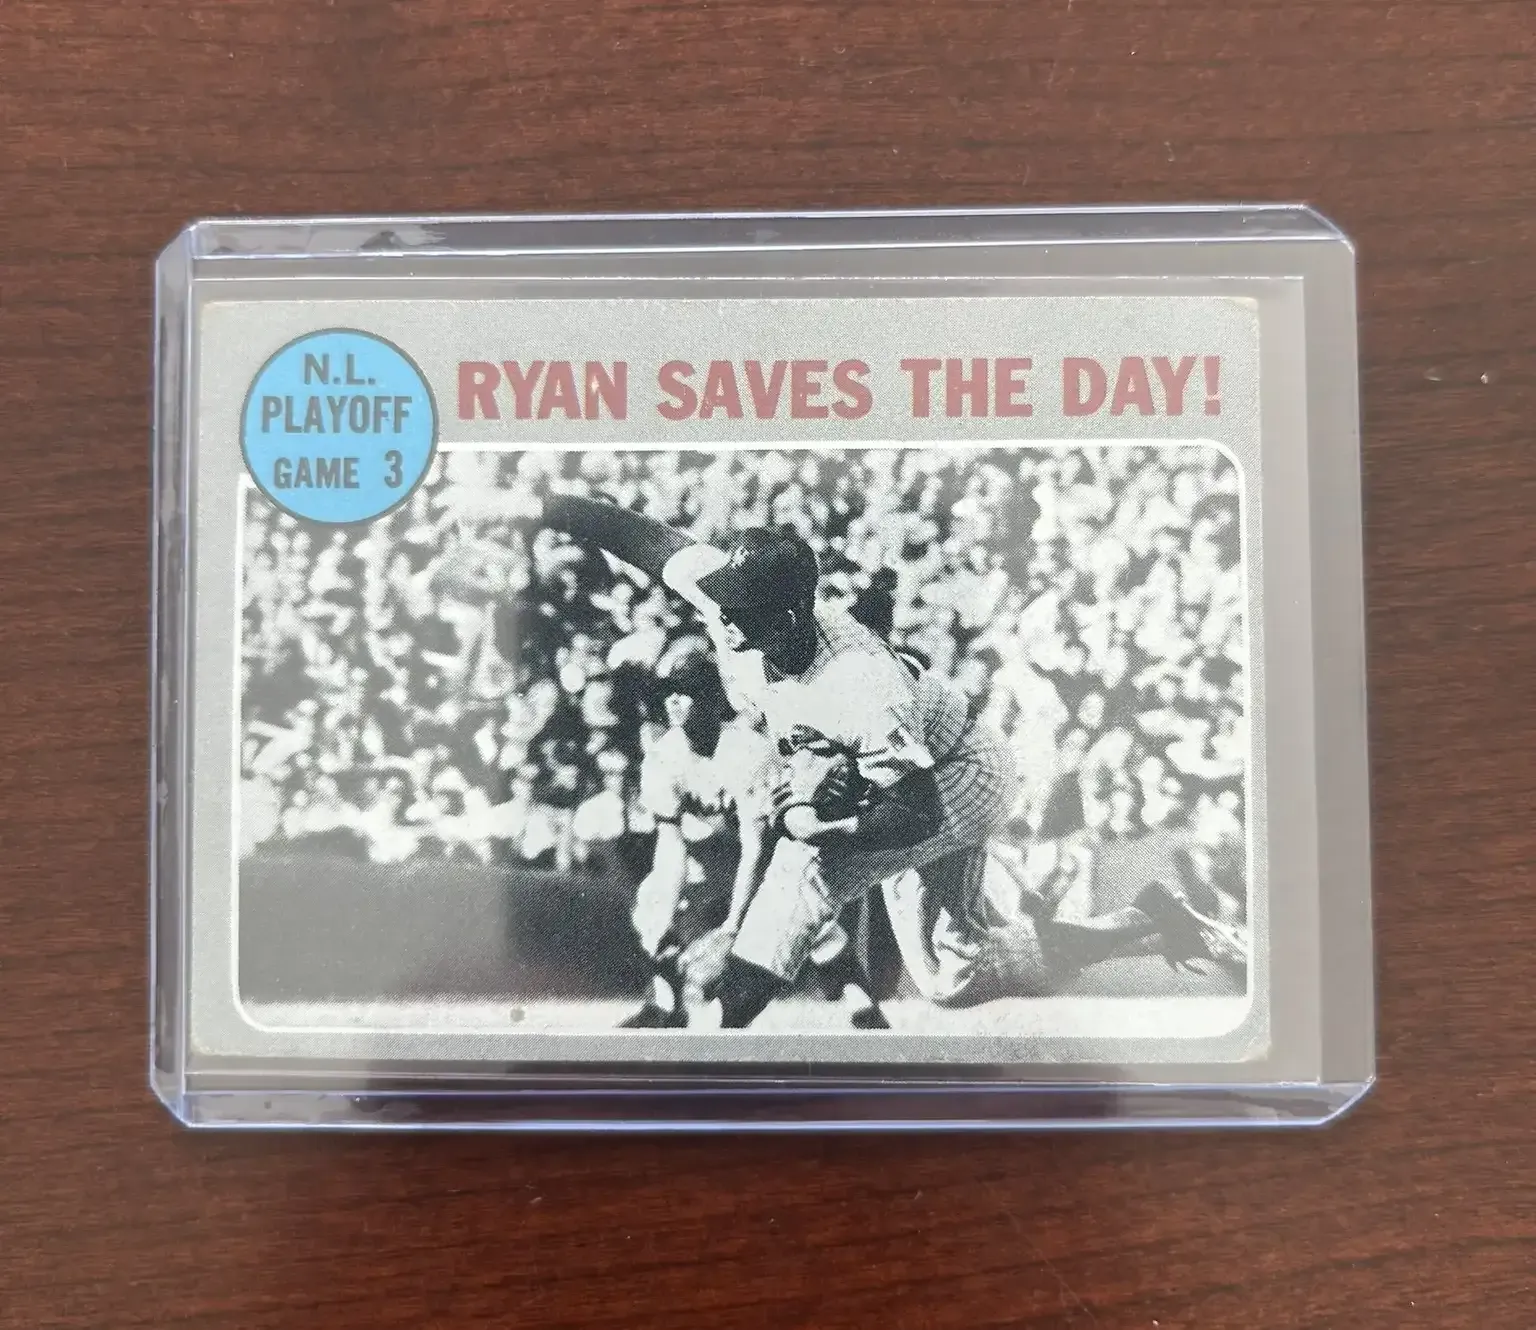 N.L.
PLAYOFF
GAME 3
RYAN SAVES THE DAY!